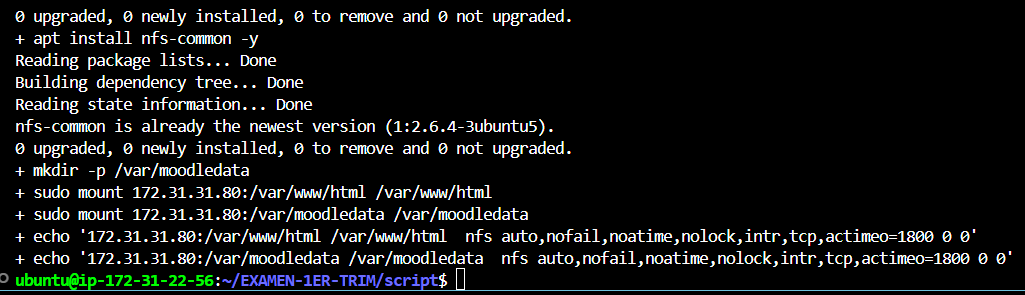 0 upgraded, 0 newly installed, 0 to remove and 0 not upgraded.
+ apt install nfs-common -y
Reading package lists... Done
Building dependency tree... Done
Reading state information... Done
nfs-common is already the newest version (1:2.6.4-3ubuntu5).
0 upgraded, 0 newly installed, 0 to remove and 0 not upgraded.
+ mkdir -p /var/moodledata
+ sudo mount 172.31.31.80:/var/www/html /var/www/html
+ sudo mount 172.31.31.80:/var/moodledata /var/moodledata
+ echo '172.31.31.80:/var/www/html /var/www/html  nfs auto,nofail,noatime,nolock,intr,tcp,actimeo=1800 0 0'
+ echo '172.31.31.80:/var/moodledata /var/moodledata  nfs auto,nofail,noatime,nolock,intr,tcp,actimeo=1800 0 0'
ubuntu@ip-172-31-22-56:~/EXAMEN-1ER-TRIM/script$